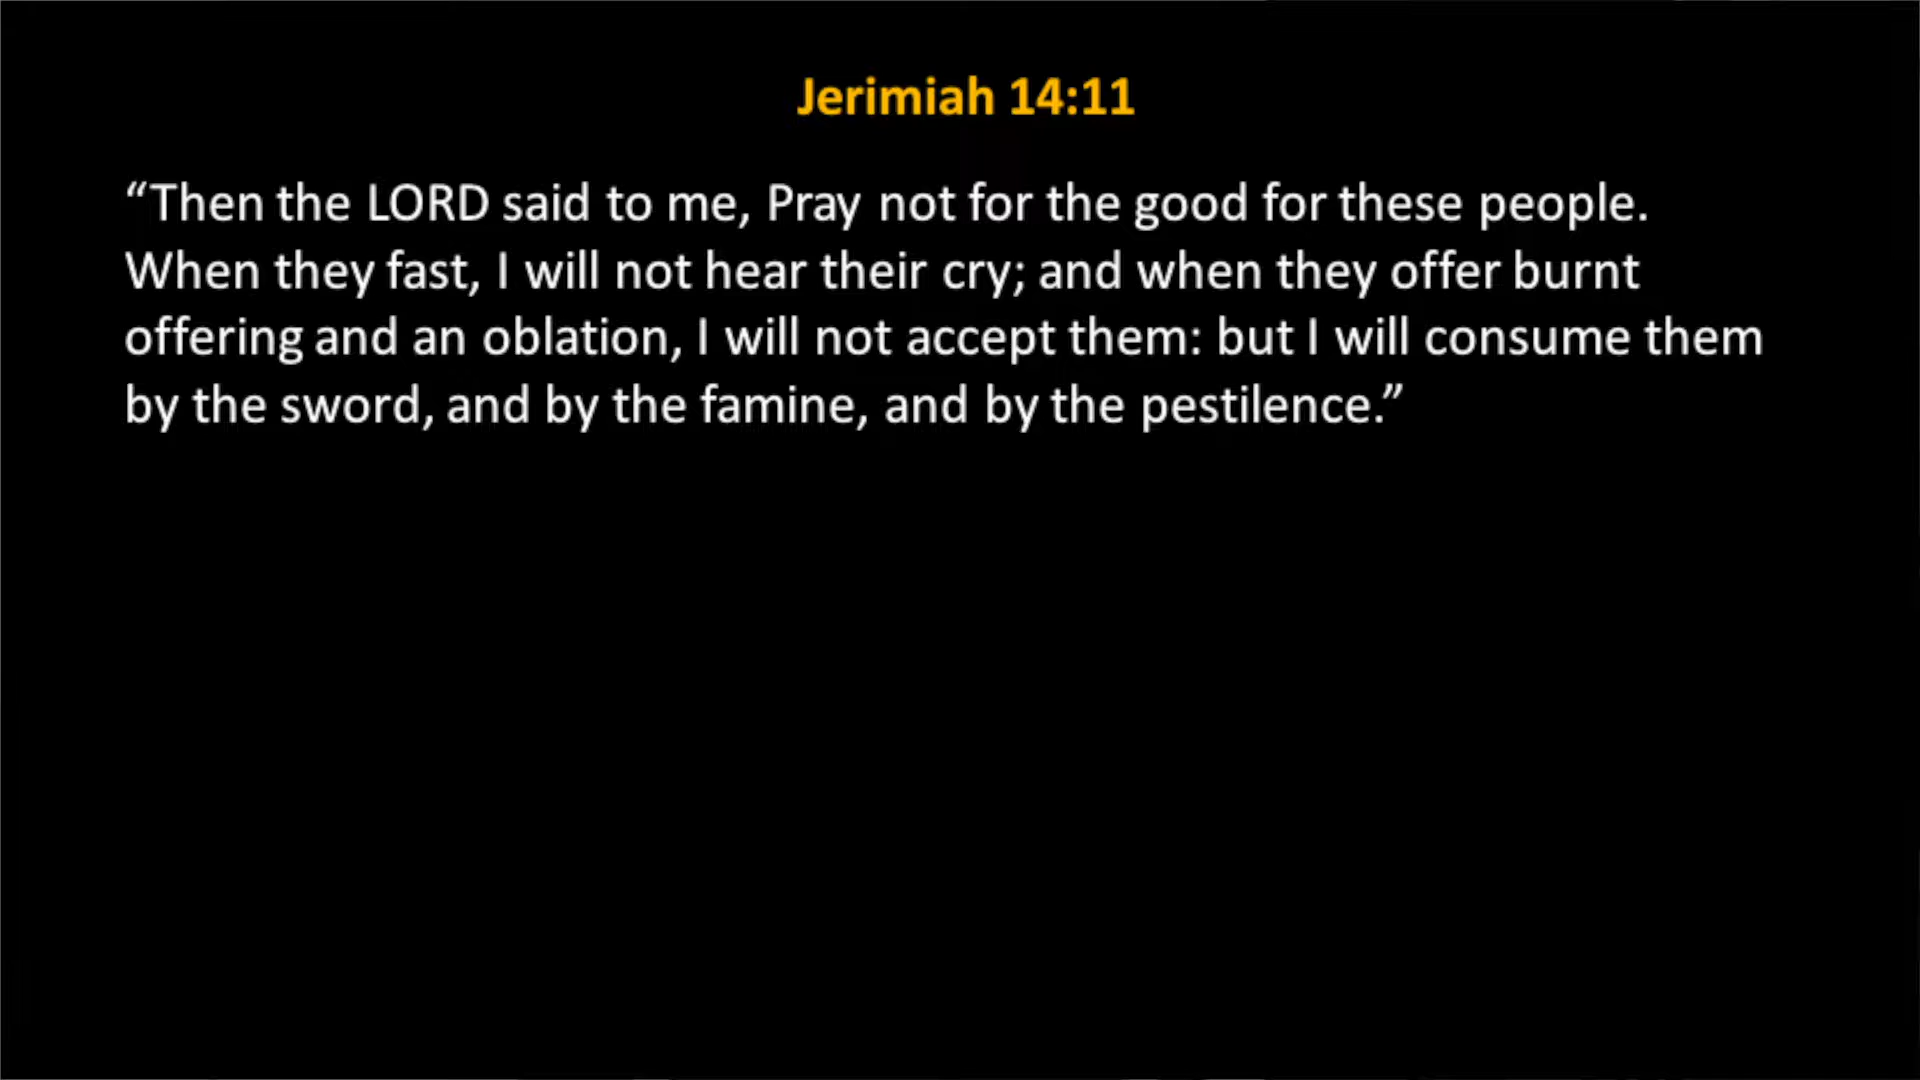 Jerimiah 14:11
“Then the LORD said to me, Pray not for the good for these people.
When they fast, I will not hear their cry; and when they offer burnt
offering and an oblation, I will not accept them: but I will consume them
by the sword, and by the famine, and by the pestilence.”